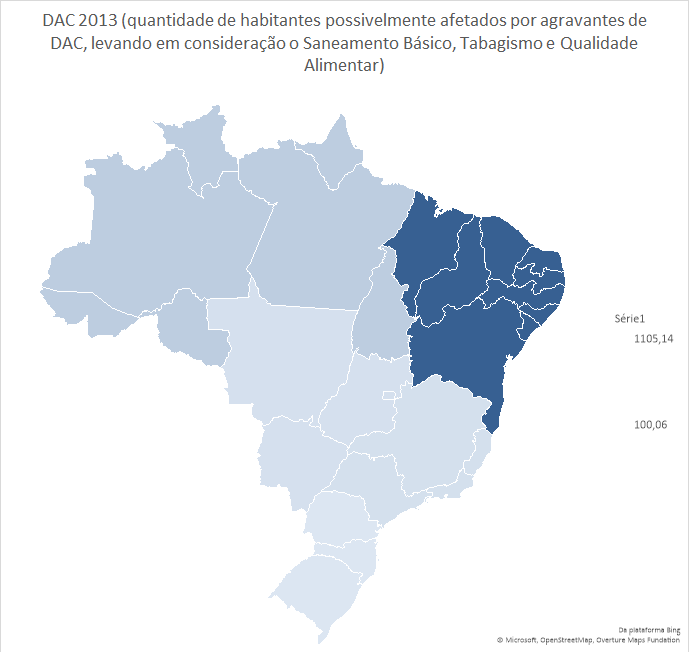 DAC 2013 (quantidade de habitantes possivelmente afetados por agravantes de
DAC, levando em consideração o Saneamento Básico, Tabagismo e Qualidade
Alimentar)
Série1
1105,14
100,06
Da plataforma Bing
© Microsoft, OpenStreetMap, Overture Maps Fundation